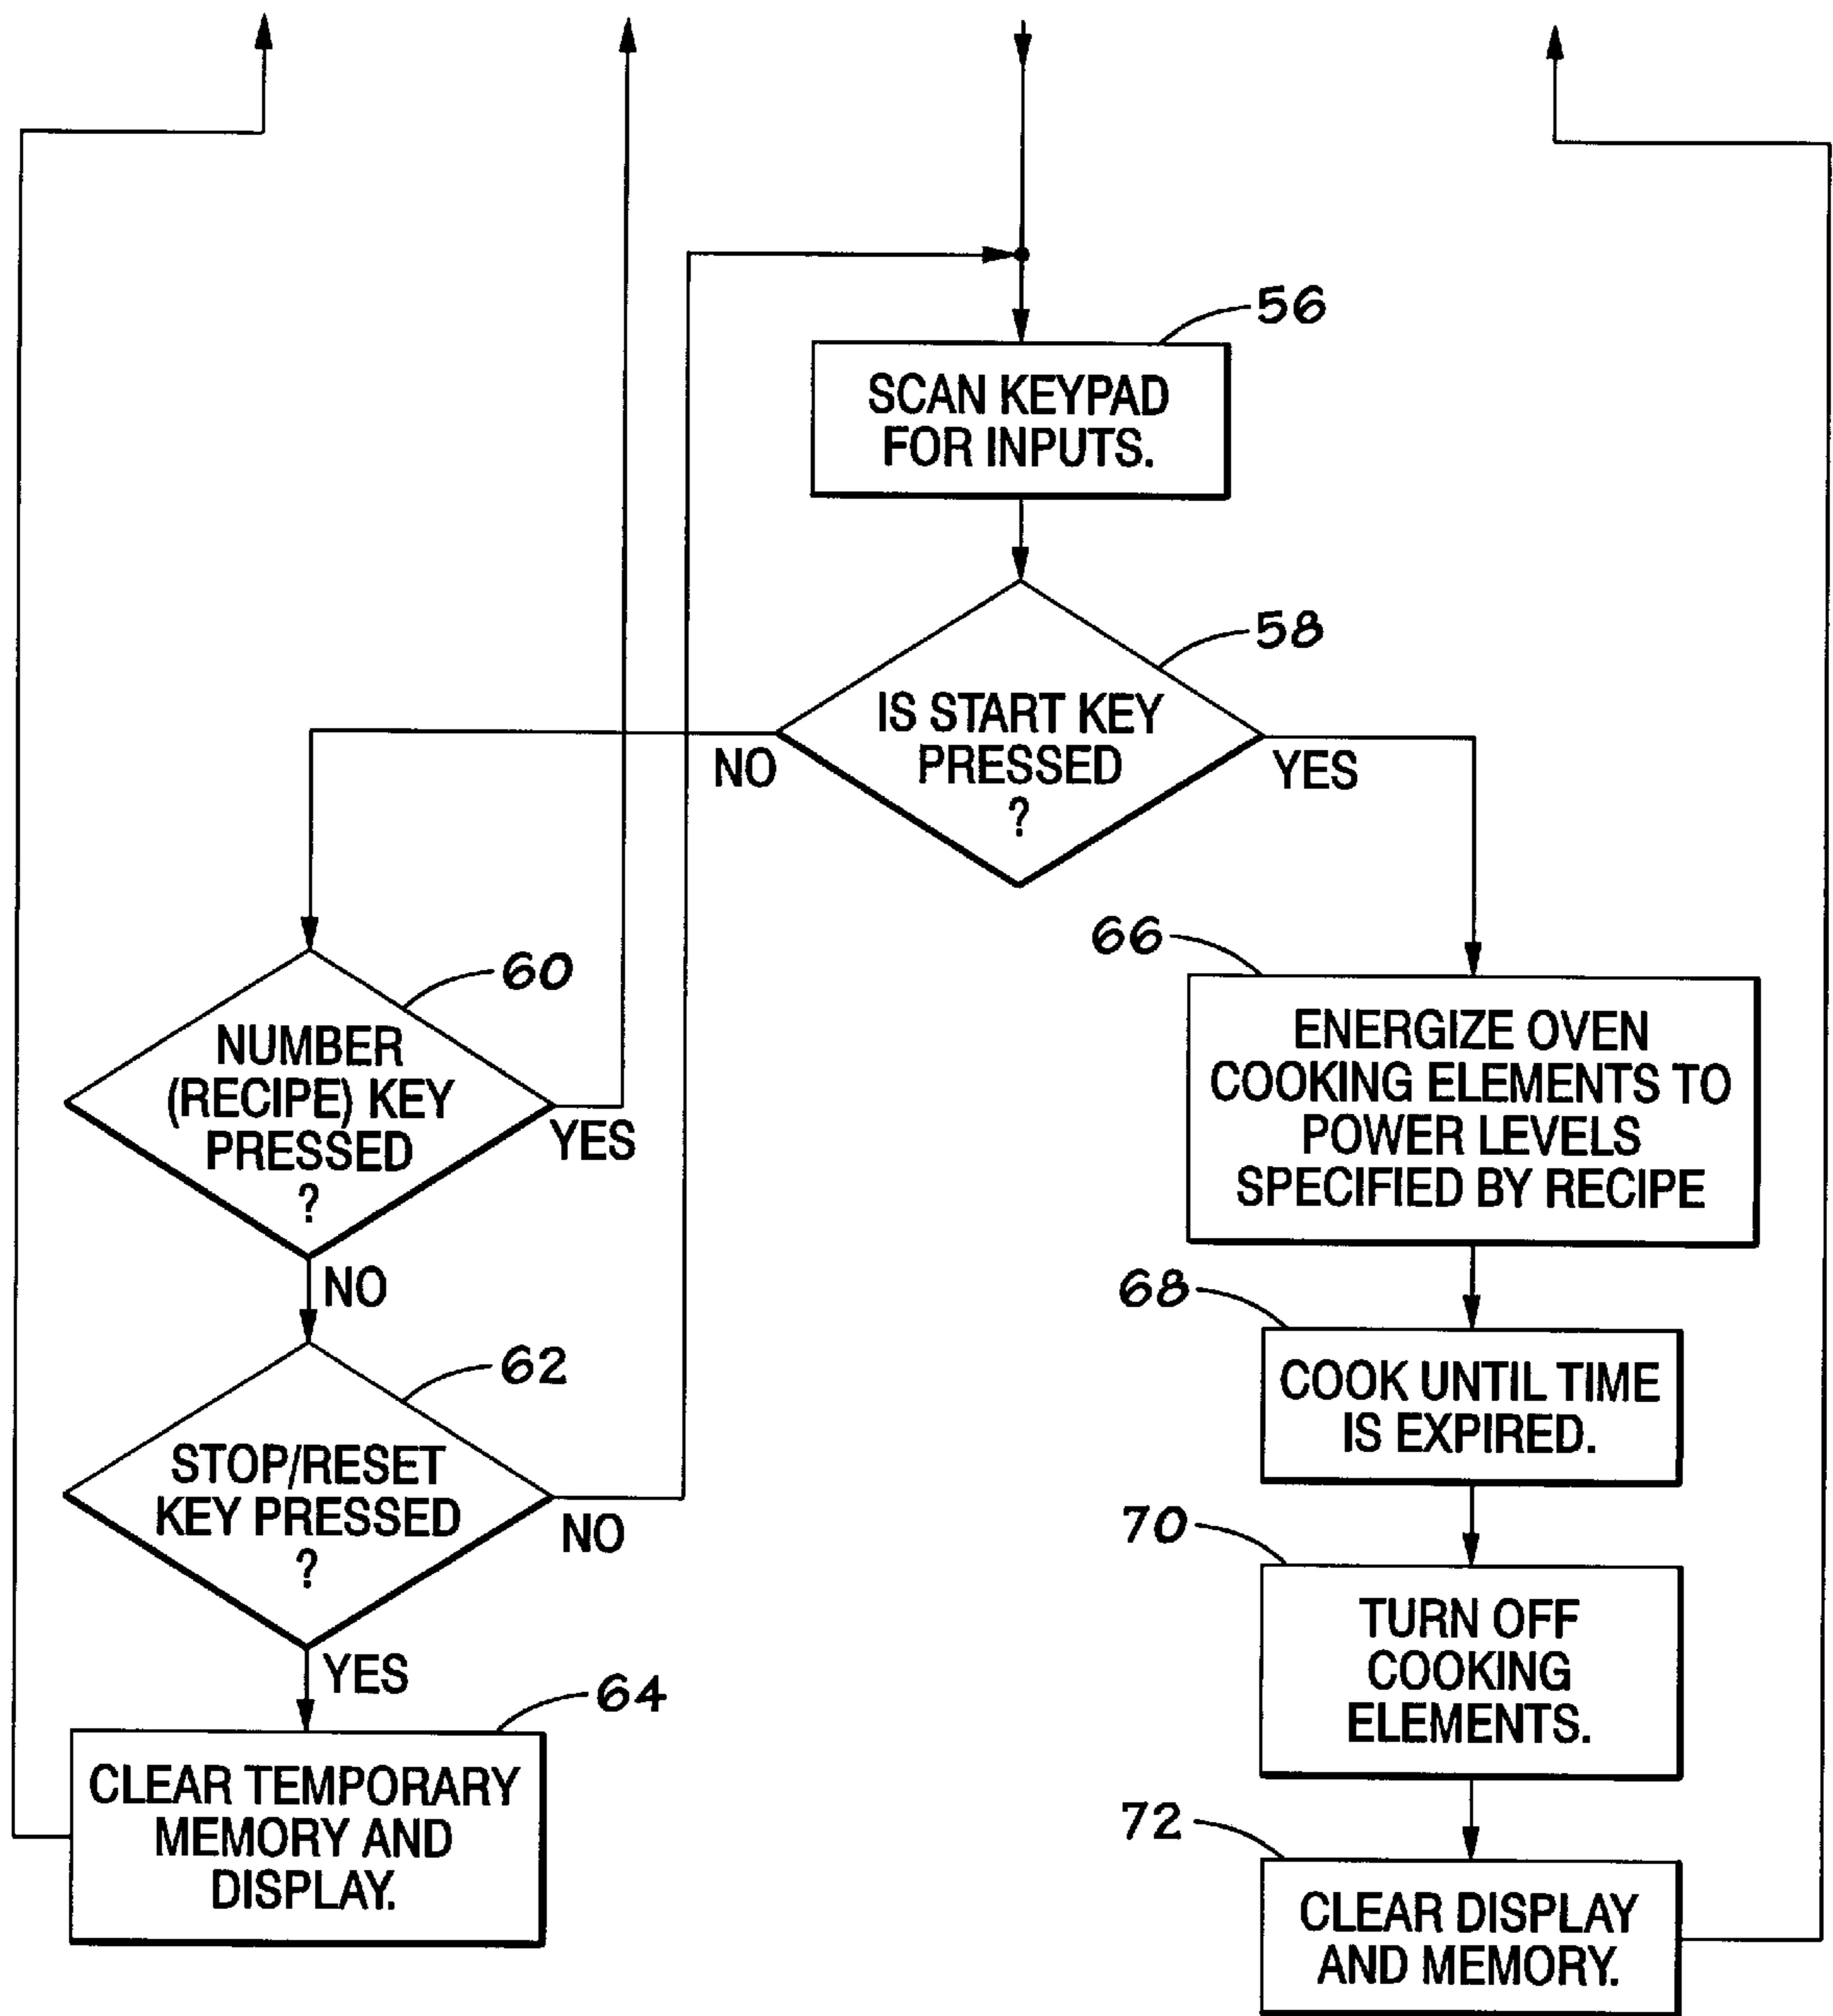 56
SCAN KEYPAD
FOR INPUTS.
58
IS START KEY
PRESSED
?
NO
YES
60
NUMBER
(RECIPE) KEY
PRESSED
?
YES
NO
62
STOP/RESET
KEY PRESSED
?
NO
YES
64
CLEAR TEMPORARY
MEMORY AND
DISPLAY.
66
ENERGIZE OVEN
COOKING ELEMENTS TO
POWER LEVELS
SPECIFIED BY RECIPE
68
COOK UNTIL TIME
IS EXPIRED.
70
TURN OFF
COOKING
ELEMENTS.
72
CLEAR DISPLAY
AND MEMORY.